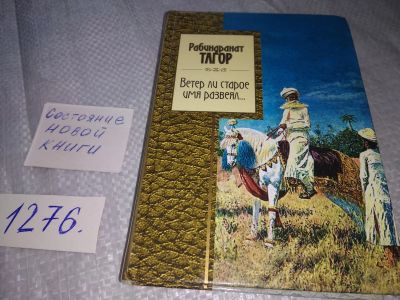 Рабиндранат
ТАГОР
Ветер ли старое
имя развеял...
Состояние
новой
книги
1276.